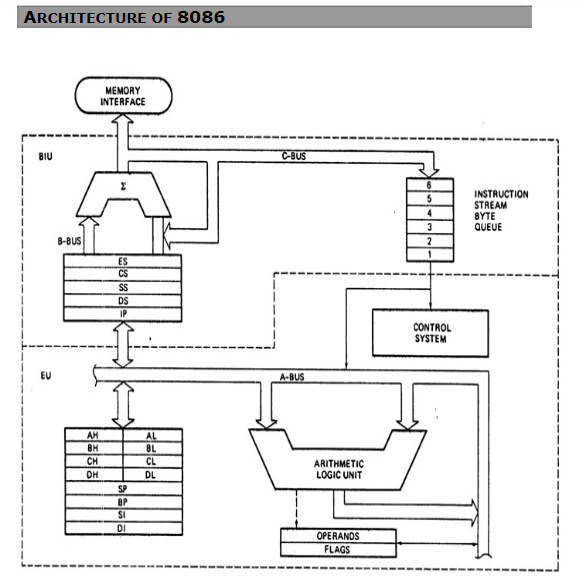 ARCHITECTURE OF 8086
MEMORY
INTERFACE
BIU
C-BUS
Σ
6
5
4
3
2
1
INSTRUCTION
STREAM
BYTE
QUEUE
B-BUS
ES
CS
SS
DS
IP
CONTROL
SYSTEM
EU
A-BUS
AH AL
BH BL
CH CL
DH DL
SP
BP
SI
DI
ARITHMETIC
LOGIC UNIT
OPERANDS
FLAGS